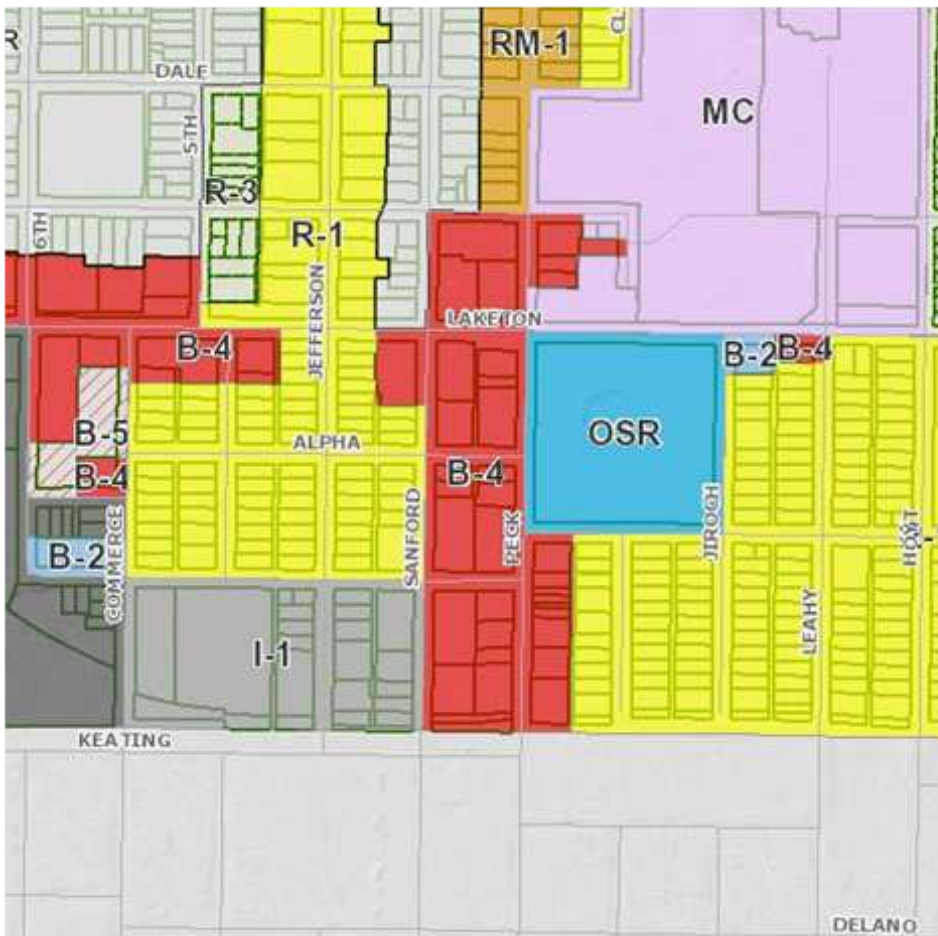 R
RM-1
CL
DALE
MC
5TH
R-3
6TH
R-1
JEFFERSON
LAKETON
B-4
B-2
B-4
B-5
ALPHA
OSR
B-4
B-4
SANFORD
PECK
JIROCH
HOYT
B-2
COMMERCE
LEAHY
I-1
KEATING
DELANO